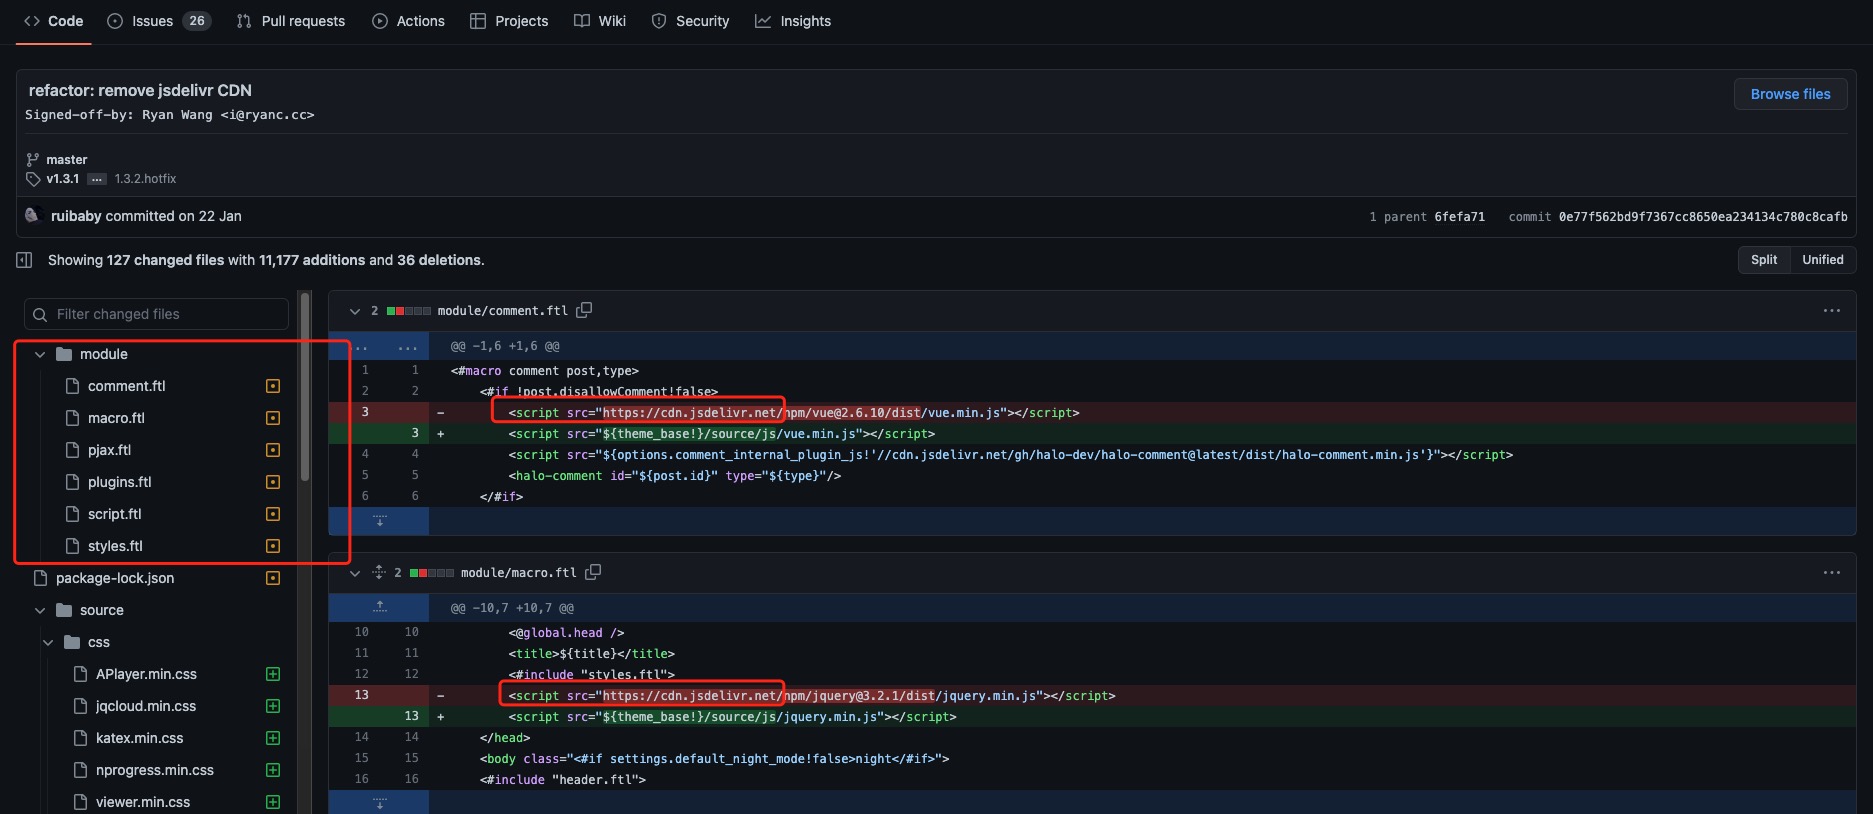 Code Issues 26 Pull requests Actions Projects Wiki Security Insights
refactor: remove jsdelivr CDN
Browse files
Signed-off-by: Ryan Wang <i@ryanc.cc>
master
v1.3.1 ... 1.3.2.hotfix
ruibaby committed on 22 Jan
1 parent 6fefa71 commit 0e77f562bd9f7367cc8650ea234134c780c8cafb
Showing 127 changed files with 11,177 additions and 36 deletions.
Split Unified
Filter changed files
module
comment.ftl
macro.ftl
pjax.ftl
plugins.ftl
script.ftl
styles.ftl
package-lock.json
source
css
APlayer.min.css
jqcloud.min.css
katex.min.css
nprogress.min.css
viewer.min.css
2 module/comment.ftl
... ... @@ -1,6 +1,6 @@
1 1 <#macro comment post,type>
2 2 <#if !post.disallowComment!false>
3 - <script src="https://cdn.jsdelivr.net/npm/vue@2.6.10/dist/vue.min.js"></script>
3 + <script src="${theme_base!}/source/js/vue.min.js"></script>
4 4 <script src="${options.comment_internal_plugin_js!'//cdn.jsdelivr.net/gh/halo-dev/halo-comment@latest/dist/halo-comment.min.js'}"></script>
5 5 <halo-comment id="${post.id}" type="${type}"/>
6 6 </#if>
2 module/macro.ftl
@@ -10,7 +10,7 @@
10 10 <@global.head />
11 11 <title>${title}</title>
12 12 <#include "styles.ftl">
13 - <script src="https://cdn.jsdelivr.net/npm/jquery@3.2.1/dist/jquery.min.js"></script>
13 + <script src="${theme_base!}/source/js/jquery.min.js"></script>
14 14 </head>
15 15 <body class="<#if settings.default_night_mode!false>night</#if>">
16 16 <#include "header.ftl">